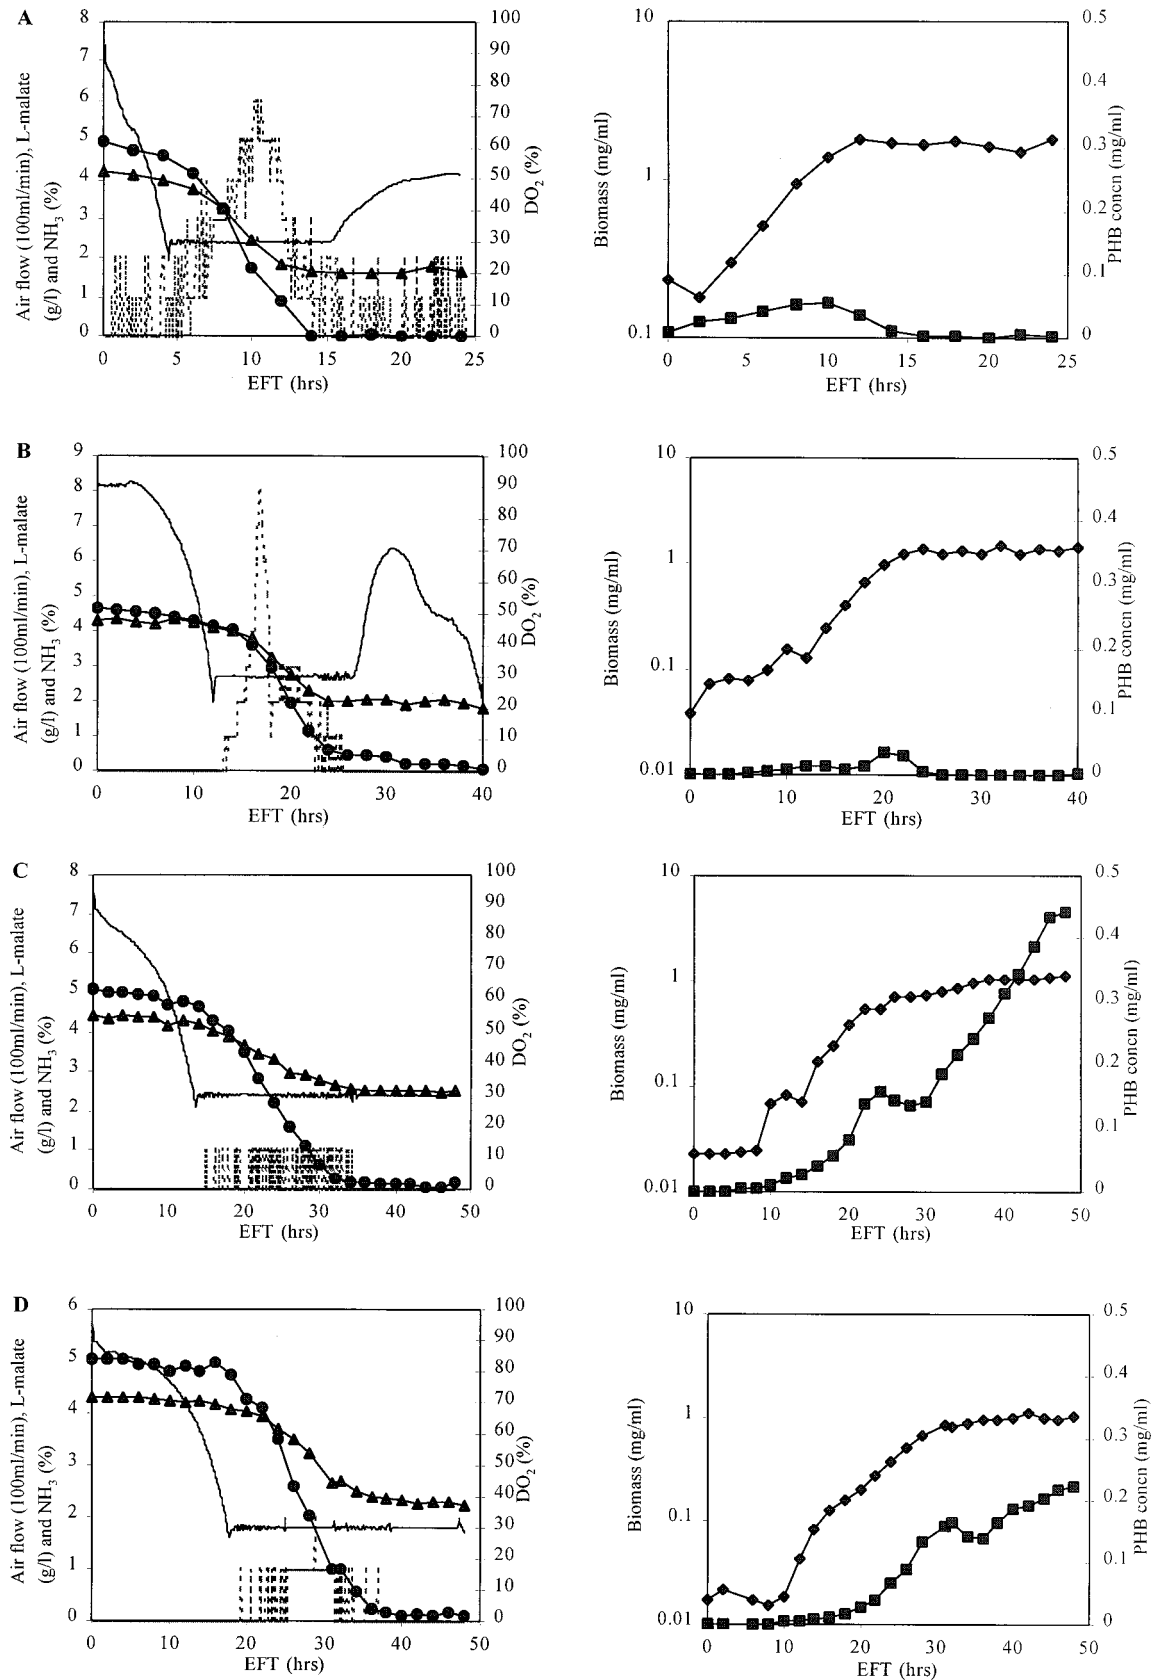 A
8
7
6
5
4
3
2
1
0
100
90
80
70
60
50
40
30
20
10
0
0 5 10 15 20 25
EFT (hrs)
Air flow (100ml/min), L-malate
(g/l) and NH3 (%)
DO2 (%)
10
1
0.1
0.5
0.4
0.3
0.2
0.1
0
0 5 10 15 20 25
EFT (hrs)
Biomass (mg/ml)
PHB concn (mg/ml)
B
9
8
7
6
5
4
3
2
1
0
100
90
80
70
60
50
40
30
20
10
0
0 10 20 30 40
EFT (hrs)
Air flow (100ml/min), L-malate
(g/l) and NH3 (%)
DO2 (%)
10
1
0.1
0.01
0.5
0.4
0.3
0.2
0.1
0
0 10 20 30 40
EFT (hrs)
Biomass (mg/ml)
PHB concn (mg/ml)
C
8
7
6
5
4
3
2
1
0
100
90
80
70
60
50
40
30
20
10
0
0 10 20 30 40 50
EFT (hrs)
Air flow (100ml/min), L-malate
(g/l) and NH3 (%)
DO2 (%)
10
1
0.1
0.01
0.5
0.4
0.3
0.2
0.1
0
0 10 20 30 40 50
EFT (hrs)
Biomass (mg/ml)
PHB concn (mg/ml)
D
6
5
4
3
2
1
0
100
90
80
70
60
50
40
30
20
10
0
0 10 20 30 40 50
EFT (hrs)
Air flow (100ml/min), L-malate
(g/l) and NH3 (%)
DO2 (%)
10
1
0.1
0.01
0.5
0.4
0.3
0.2
0.1
0
0 10 20 30 40 50
EFT (hrs)
Biomass (mg/ml)
PHB concn (mg/ml)